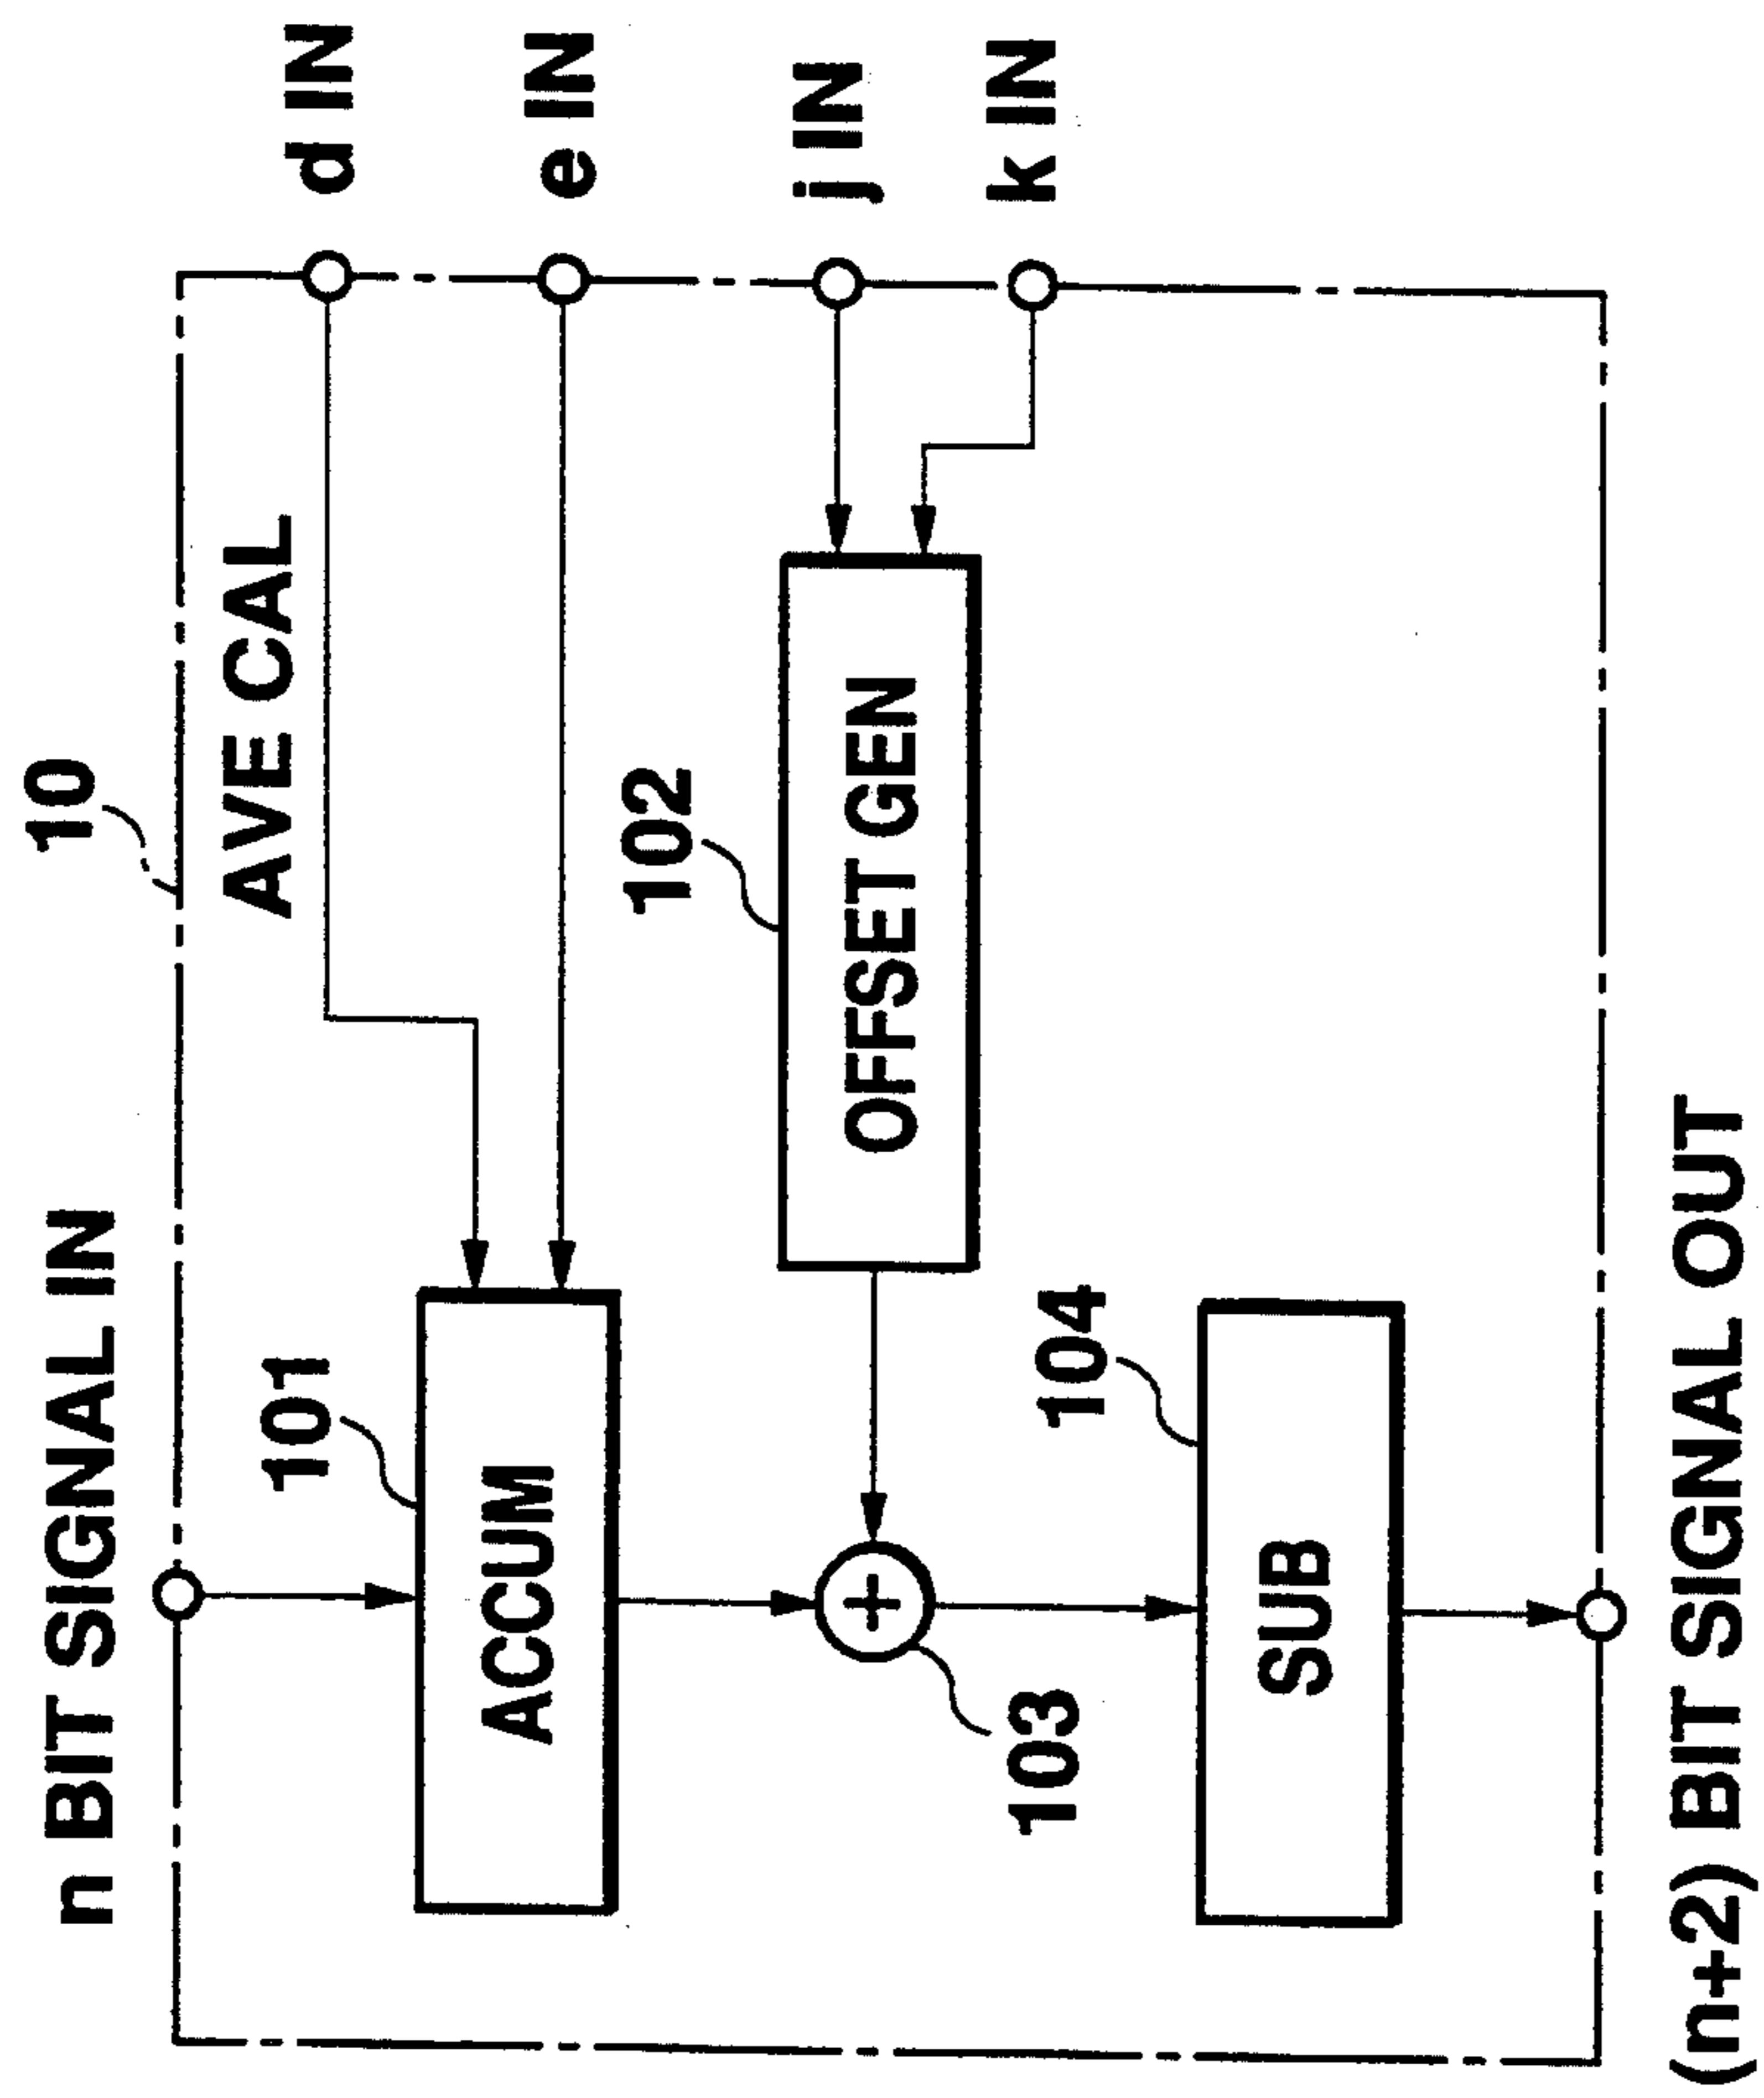 n BIT SIGNAL IN
10
AVE CAL
d IN
e IN
j IN
k IN
101
ACCUM
102
OFFSET GEN
103
+
104
SUB
(n+2) BIT SIGNAL OUT